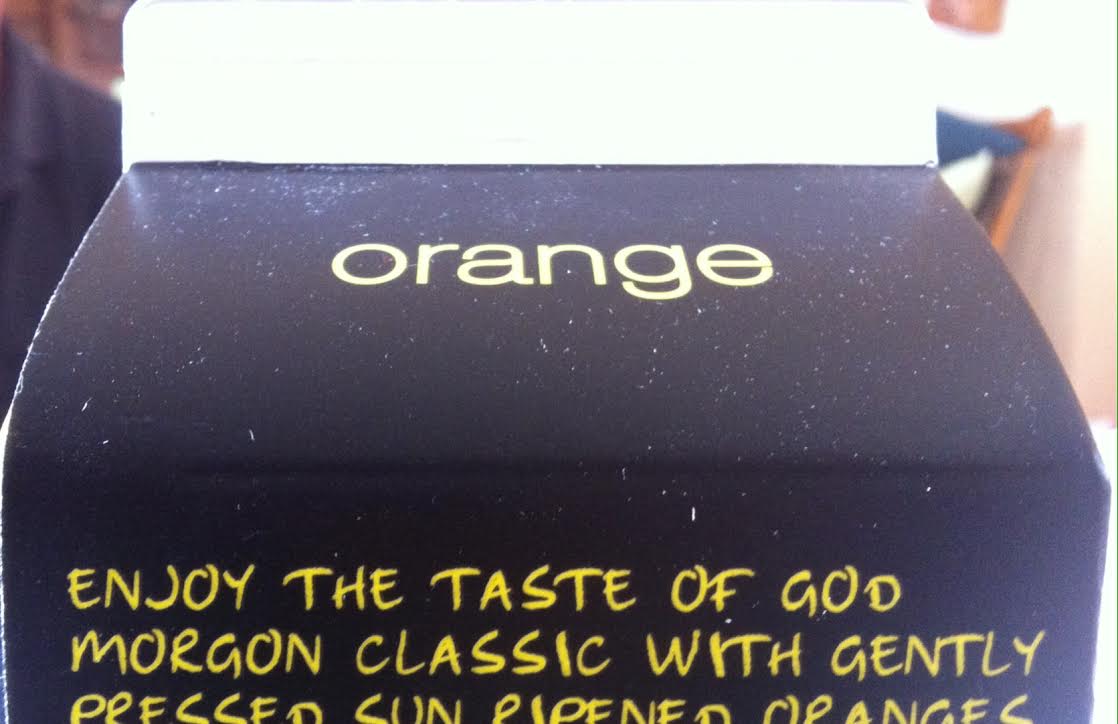 orange
ENJOY THE TASTE OF GOD
MORGON CLASSIC WITH GENTLY
PRESSED SUN RIPENED ORANGES